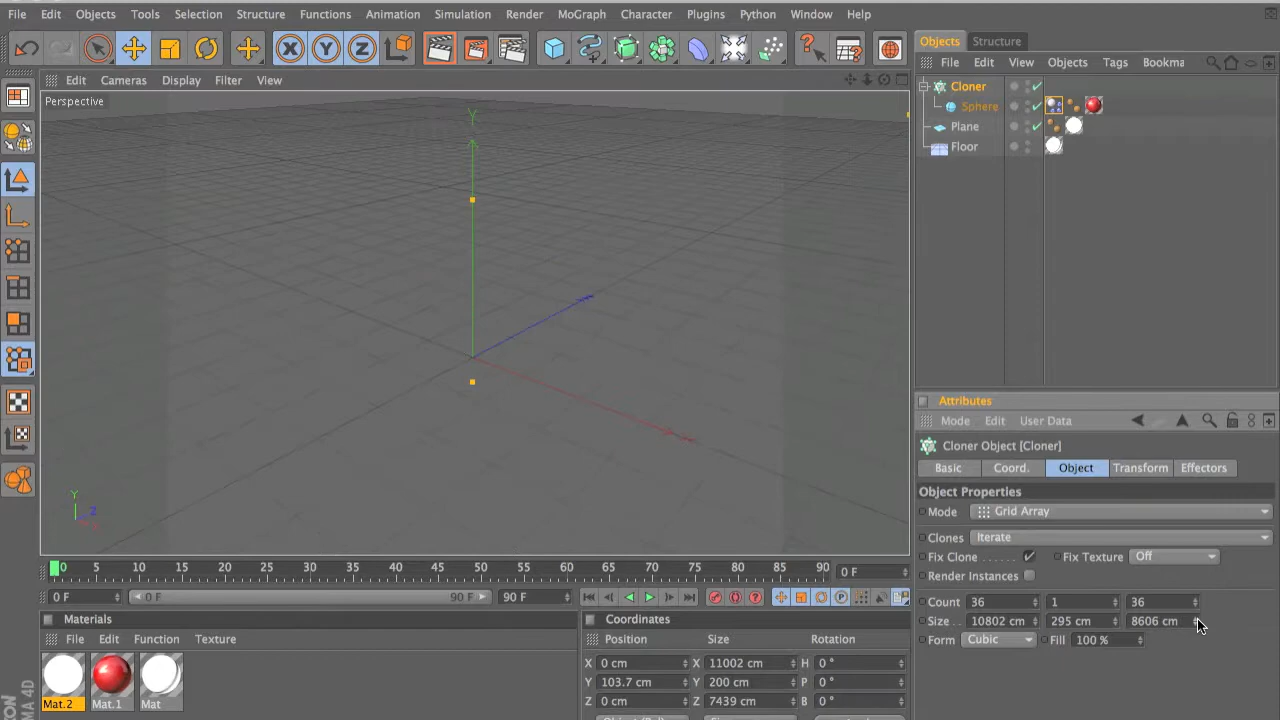 File Edit Objects Tools Selection Structure Functions Animation Simulation Render MoGraph Character Plugins Python Window Help
Objects Structure
File Edit View Objects Tags Bookma
Edit Cameras Display Filter View
Perspective
Cloner
Sphere
Plane
Floor
Y
Y
Z
Attributes
Mode Edit User Data
Cloner Object [Cloner]
Basic Coord. Object Transform Effectors
Object Properties
Mode Grid Array
Clones Iterate
Fix Clone . . . . . . Fix Texture Off
Render Instances
Count 36 1 36
Size . . 10802 cm 295 cm 8606 cm
Form Cubic Fill 100 %
0 5 10 15 20 25 30 35 40 45 50 55 60 65 70 75 80 85 90 0 F
0 F 0 F 90 F 90 F
Materials
File Edit Function Texture
Mat.2 Mat.1 Mat
Coordinates
Position Size Rotation
X 0 cm X 11002 cm H 0 °
Y 103.7 cm Y 200 cm P 0 °
Z 0 cm Z 7439 cm B 0 °